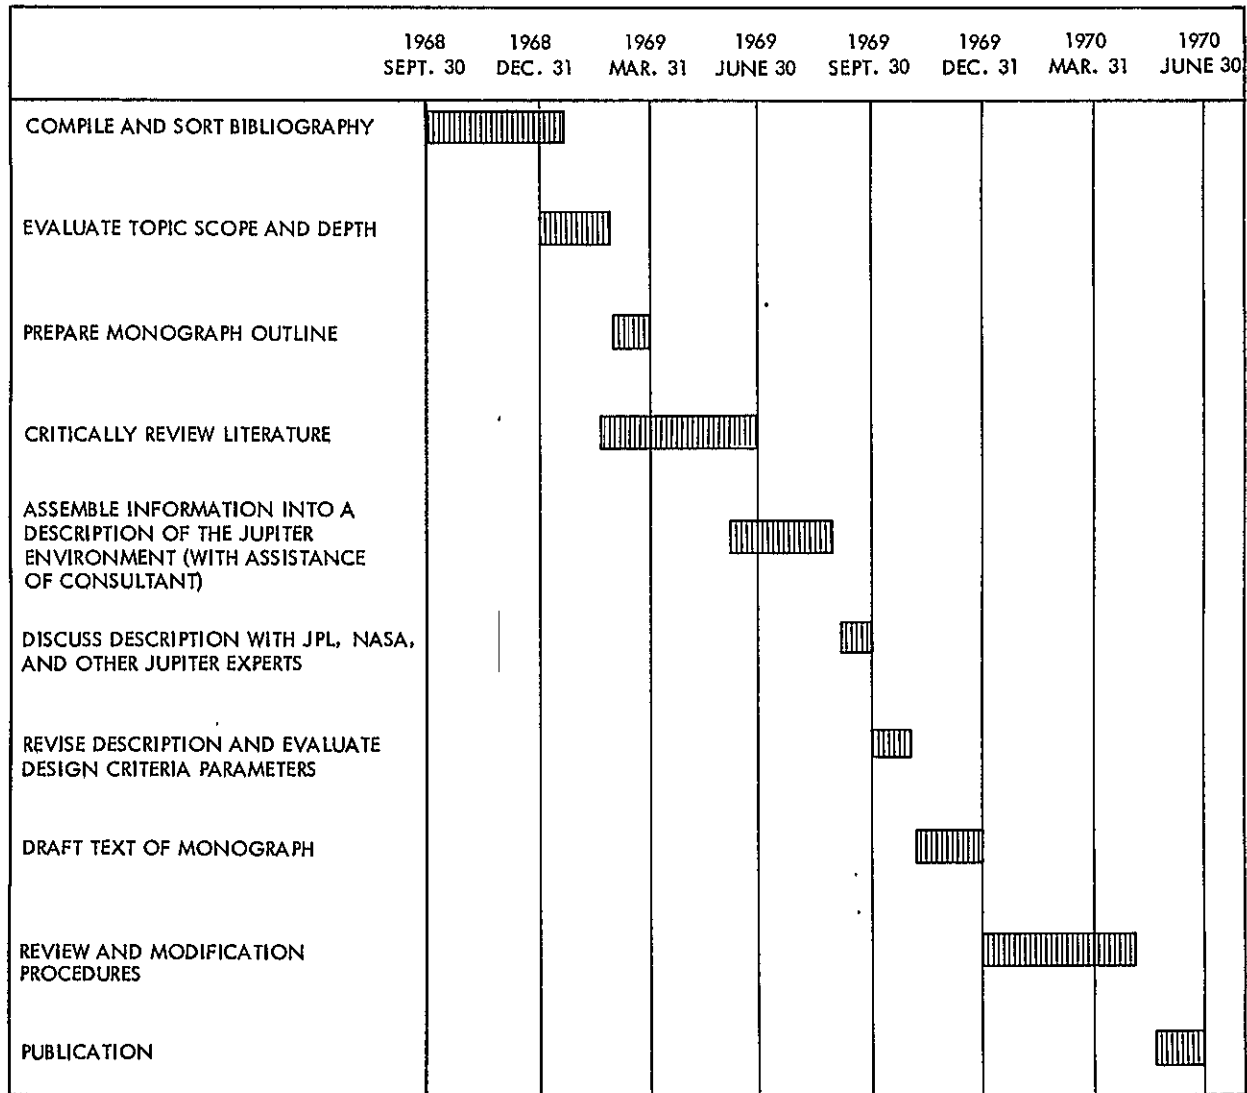 1968 1968 1969 1969 1969 1969 1970 1970
SEPT. 30 DEC. 31 MAR. 31 JUNE 30 SEPT. 30 DEC. 31 MAR. 31 JUNE 30
COMPILE AND SORT BIBLIOGRAPHY
EVALUATE TOPIC SCOPE AND DEPTH
PREPARE MONOGRAPH OUTLINE
CRITICALLY REVIEW LITERATURE
ASSEMBLE INFORMATION INTO A
DESCRIPTION OF THE JUPITER
ENVIRONMENT (WITH ASSISTANCE
OF CONSULTANT)
DISCUSS DESCRIPTION WITH JPL, NASA,
AND OTHER JUPITER EXPERTS
REVISE DESCRIPTION AND EVALUATE
DESIGN CRITERIA PARAMETERS
DRAFT TEXT OF MONOGRAPH
REVIEW AND MODIFICATION
PROCEDURES
PUBLICATION